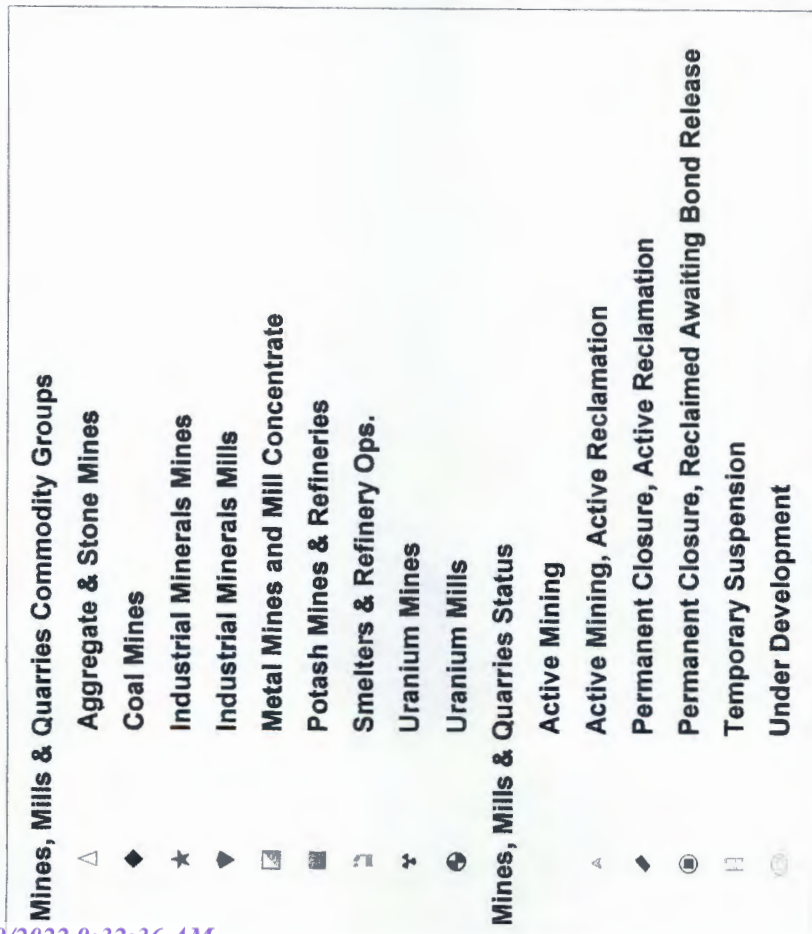 Mines, Mills & Quarries Commodity Groups
Aggregate & Stone Mines
Coal Mines
Industrial Minerals Mines
Industrial Minerals Mills
Metal Mines and Mill Concentrate
Potash Mines & Refineries
Smelters & Refinery Ops.
Uranium Mines
Uranium Mills
Mines, Mills & Quarries Status
Active Mining
Active Mining, Active Reclamation
Permanent Closure, Active Reclamation
Permanent Closure, Reclaimed Awaiting Bond Release
Temporary Suspension
Under Development